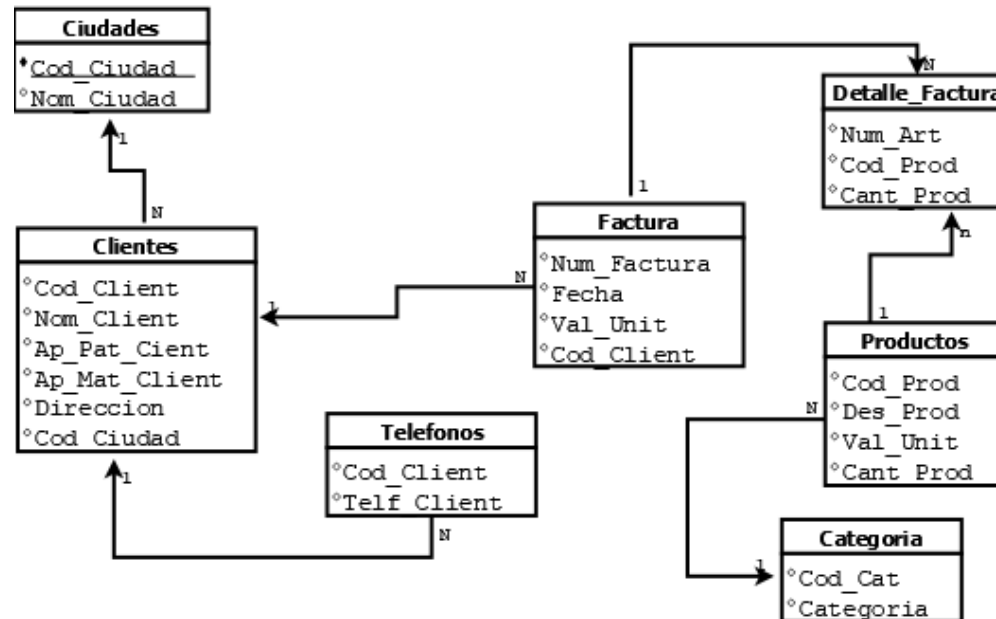 Ciudades
Cod_Ciudad
Nom_Ciudad
1
N
Clientes
Cod_Client
Nom_Client
Ap_Pat_Cient
Ap_Mat_Client
Direccion
Cod_Ciudad
1
1
N
Telefonos
Cod_Client
Telf_Client
N
Factura
Num_Factura
Fecha
Val_Unit
Cod_Client
1
N
Detalle_Factura
Num_Art
Cod_Prod
Cant_Prod
n
1
Productos
Cod_Prod
Des_Prod
Val_Unit
Cant_Prod
N
1
Categoria
Cod_Cat
Categoria